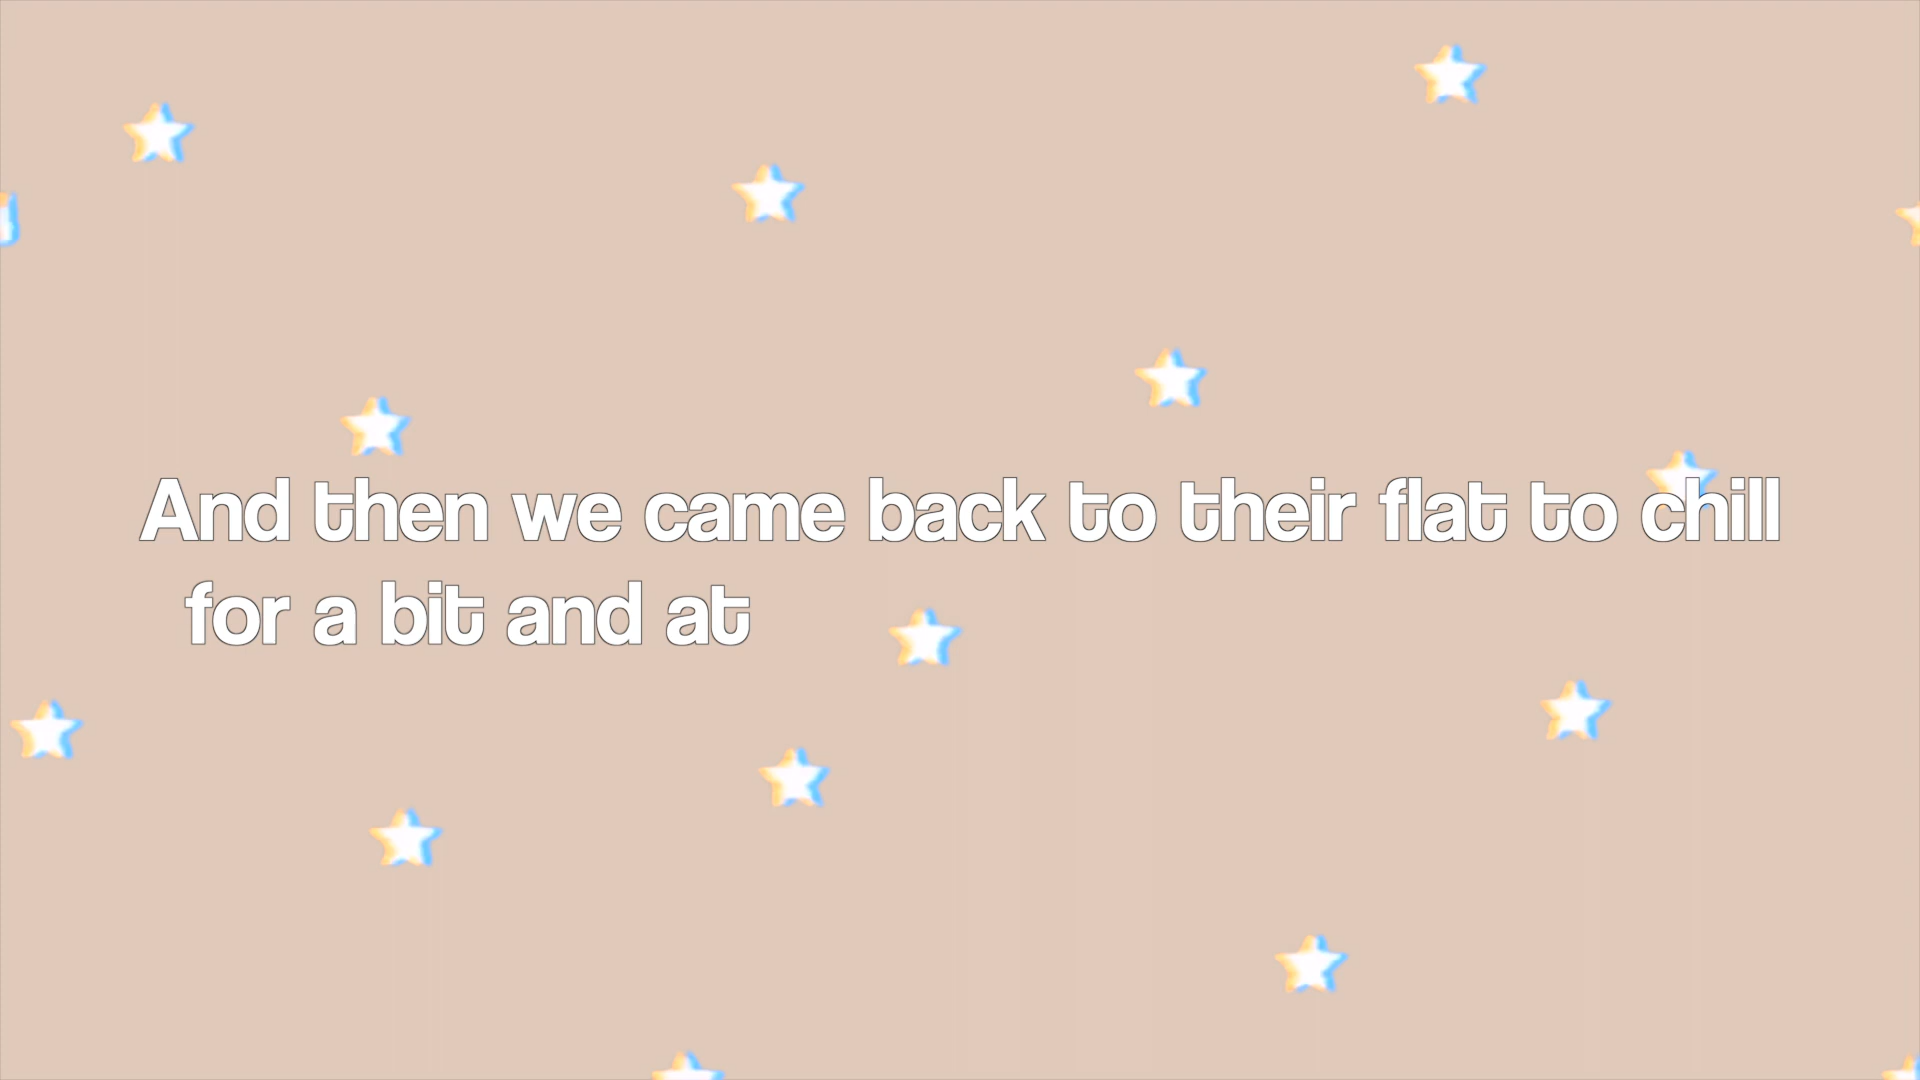 And then we came back to their flat to chill
for a bit and at